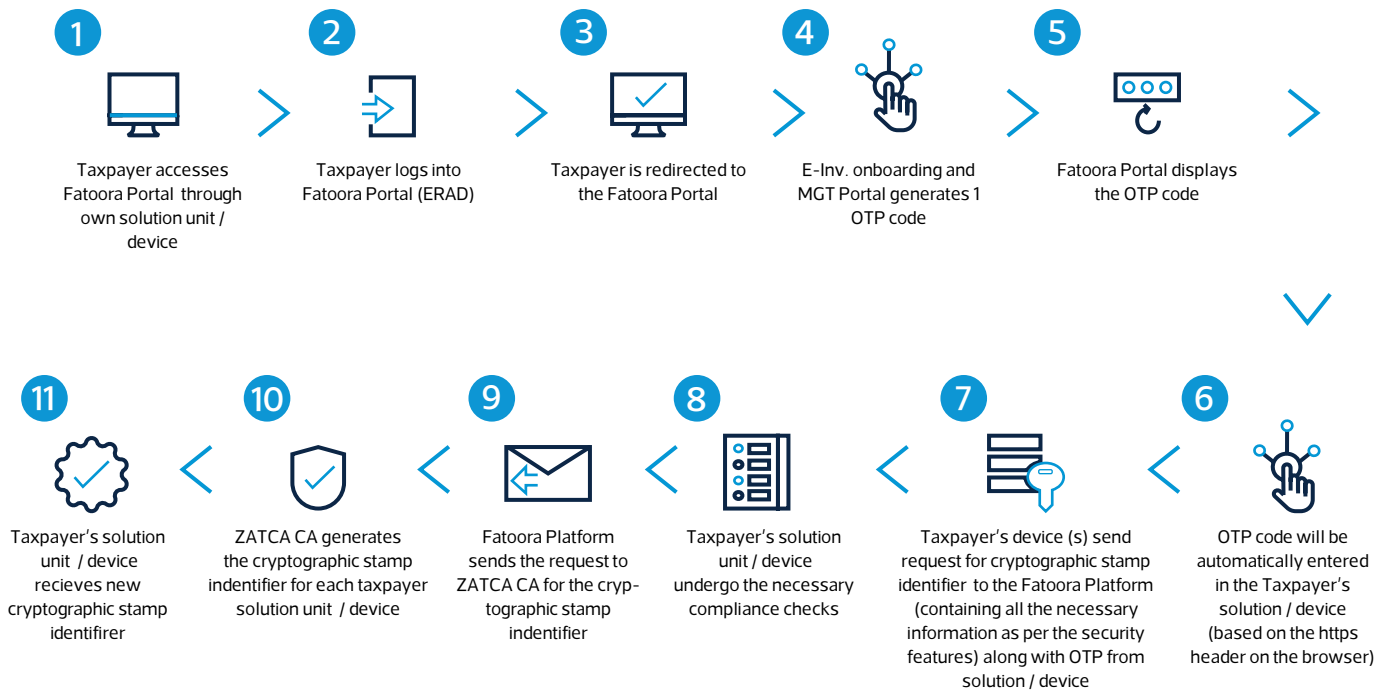 1
Taxpayer accesses
Fatoora Portal through
own solution unit /
device
2
Taxpayer logs into
Fatoora Portal (ERAD)
3
Taxpayer is redirected to
the Fatoora Portal
4
E-Inv. onboarding and
MGT Portal generates 1
OTP code
5
Fatoora Portal displays
the OTP code
6
OTP code will be
automatically entered
in the Taxpayer's
solution / device
(based on the https
header on the browser)
7
Taxpayer's device (s) send
request for cryptographic stamp
identifier to the Fatoora Platform
(containing all the necessary
information as per the security
features) along with OTP from
solution / device
8
Taxpayer's solution
unit / device
undergo the necessary
compliance checks
9
Fatoora Platform
sends the request to
ZATCA CA for the cryp-
tographic stamp
indentifier
10
ZATCA CA generates
the cryptographic stamp
indentifier for each taxpayer
solution unit / device
11
Taxpayer's solution
unit / device
recieves new
cryptographic stamp
identifirer